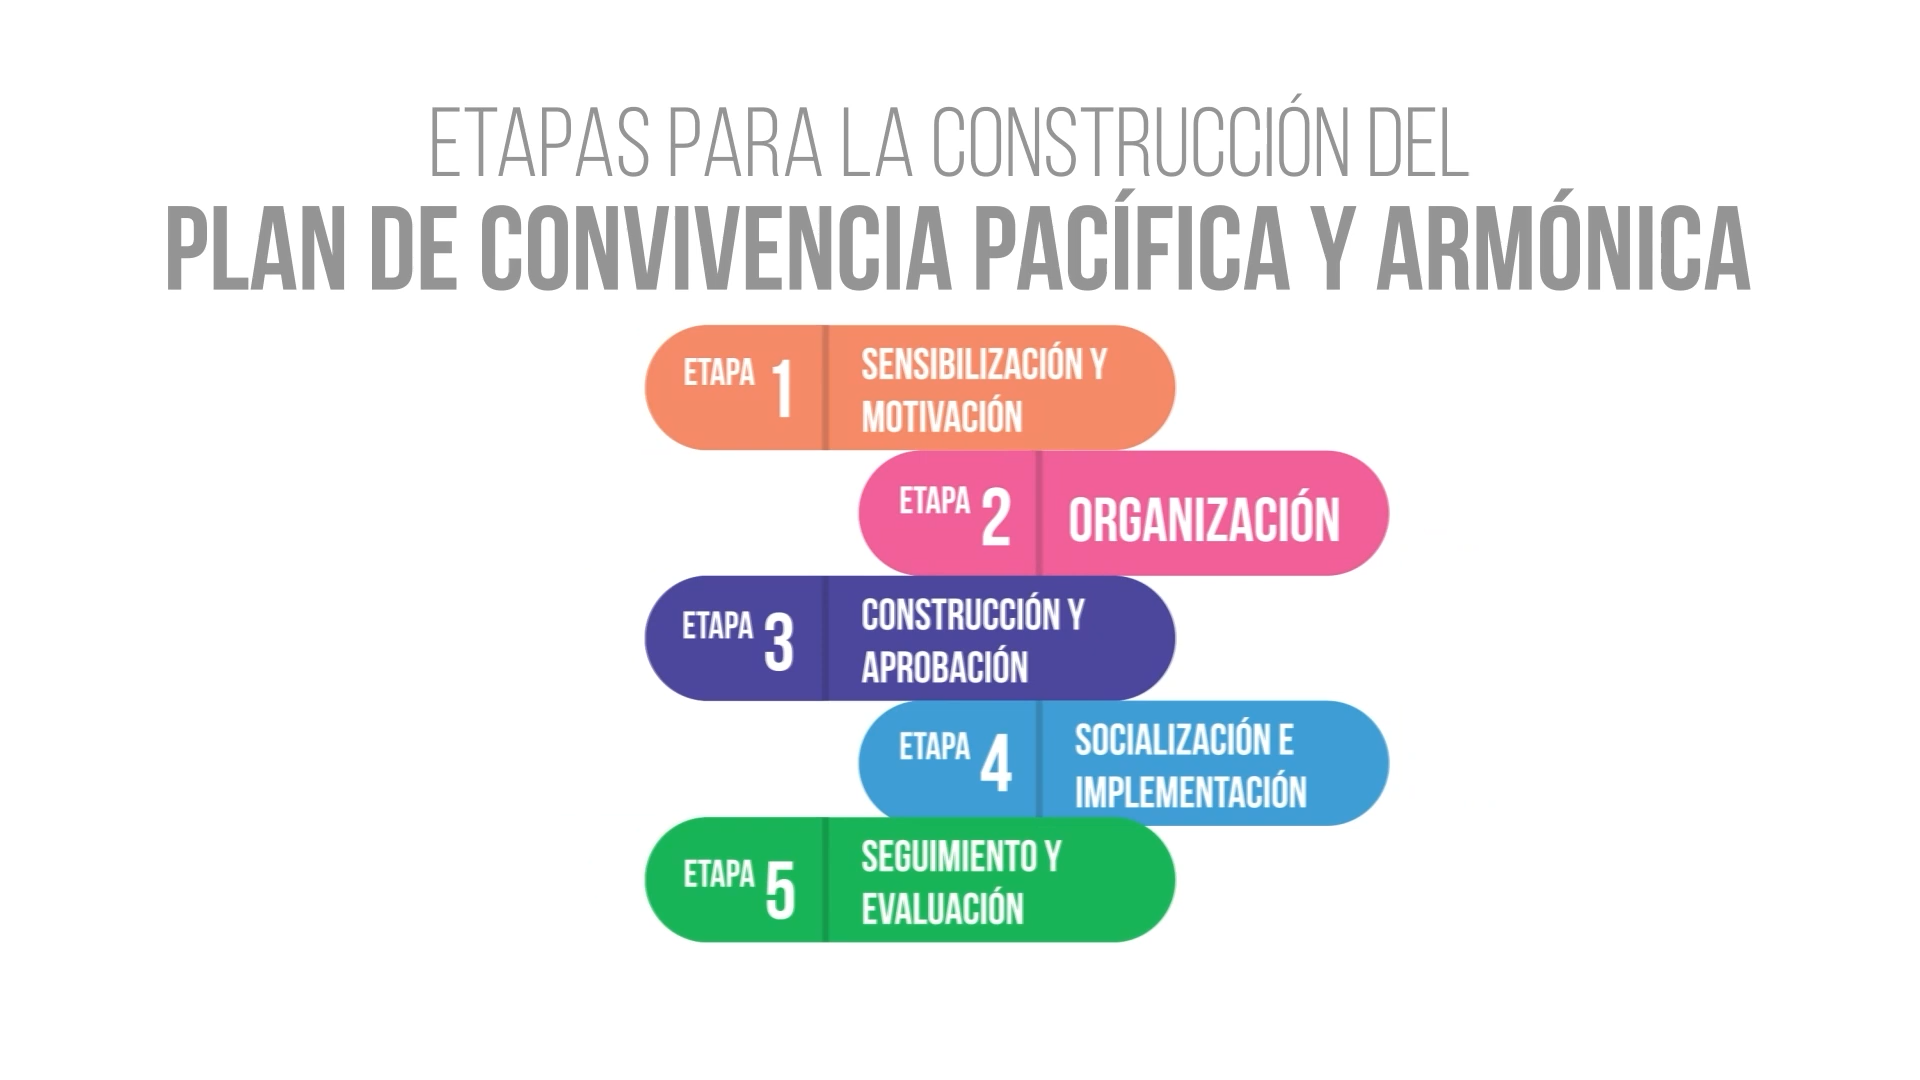 ETAPAS PARA LA CONSTRUCCIÓN DEL
PLAN DE CONVIVENCIA PACÍFICA Y ARMÓNICA
ETAPA 1
SENSIBILIZACIÓN Y
MOTIVACIÓN
ETAPA 2
ORGANIZACIÓN
ETAPA 3
CONSTRUCCIÓN Y
APROBACIÓN
ETAPA 4
SOCIALIZACIÓN E
IMPLEMENTACIÓN
ETAPA 5
SEGUIMIENTO Y
EVALUACIÓN